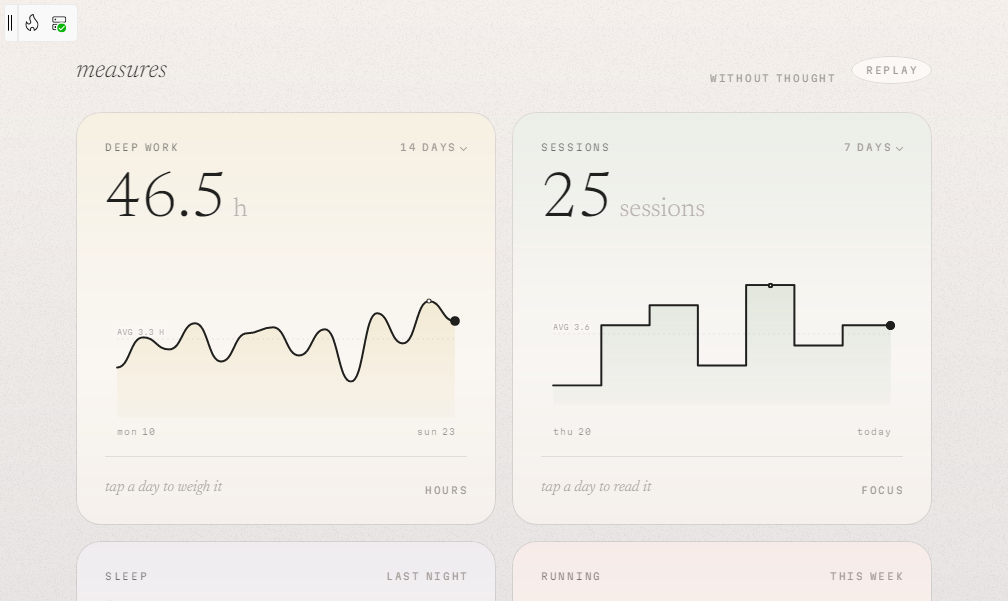 measures
WITHOUT THOUGHT
REPLAY
DEEP WORK
14 DAYS
46.5 h
AVG 3.3 H
mon 10
sun 23
tap a day to weigh it
HOURS
SESSIONS
7 DAYS
25 sessions
AVG 3.6
thu 20
today
tap a day to read it
FOCUS
SLEEP
LAST NIGHT
RUNNING
THIS WEEK